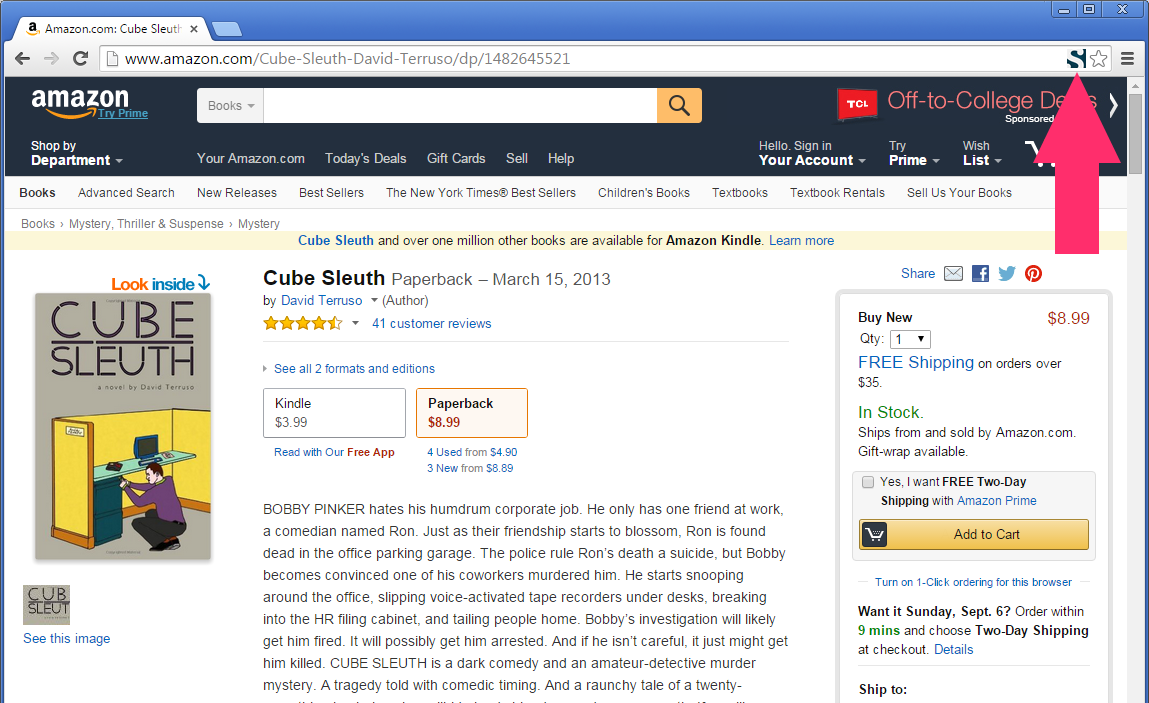 Amazon.com: Cube Sleuth
www.amazon.com/Cube-Sleuth-David-Terruso/dp/1482645521
amazon
Try Prime
Books
TCL
Off-to-College
Sponsored
Shop by
Department
Your Amazon.com Today's Deals Gift Cards Sell Help
Hello. Sign in
Your Account
Try
Prime
Wish
List
Books Advanced Search New Releases Best Sellers The New York Times® Best Sellers Children's Books Textbooks Textbook Rentals Sell Us Your Books
Books › Mystery, Thriller & Suspense › Mystery
Cube Sleuth and over one million other books are available for Amazon Kindle. Learn more
Look inside
CUBE
SLEUTH
a novel by David Terruso
CUB
SLEUT
See this image
Cube Sleuth Paperback – March 15, 2013
by David Terruso (Author)
41 customer reviews
See all 2 formats and editions
Kindle
$3.99
Paperback
$8.99
Read with Our Free App
4 Used from $4.90
3 New from $8.89
BOBBY PINKER hates his humdrum corporate job. He only has one friend at work,
a comedian named Ron. Just as their friendship starts to blossom, Ron is found
dead in the office parking garage. The police rule Ron's death a suicide, but Bobby
becomes convinced one of his coworkers murdered him. He starts snooping
around the office, slipping voice-activated tape recorders under desks, breaking
into the HR filing cabinet, and tailing people home. Bobby's investigation will likely
get him fired. It will possibly get him arrested. And if he isn't careful, it just might get
him killed. CUBE SLEUTH is a dark comedy and an amateur-detective murder
mystery. A tragedy told with comedic timing. And a raunchy tale of a twenty-
Share
Buy New $8.99
Qty: 1
FREE Shipping on orders over
$35.
In Stock.
Ships from and sold by Amazon.com.
Gift-wrap available.
Yes, I want FREE Two-Day
Shipping with Amazon Prime
Add to Cart
Turn on 1-Click ordering for this browser
Want it Sunday, Sept. 6? Order within
9 mins and choose Two-Day Shipping
at checkout. Details
Ship to: